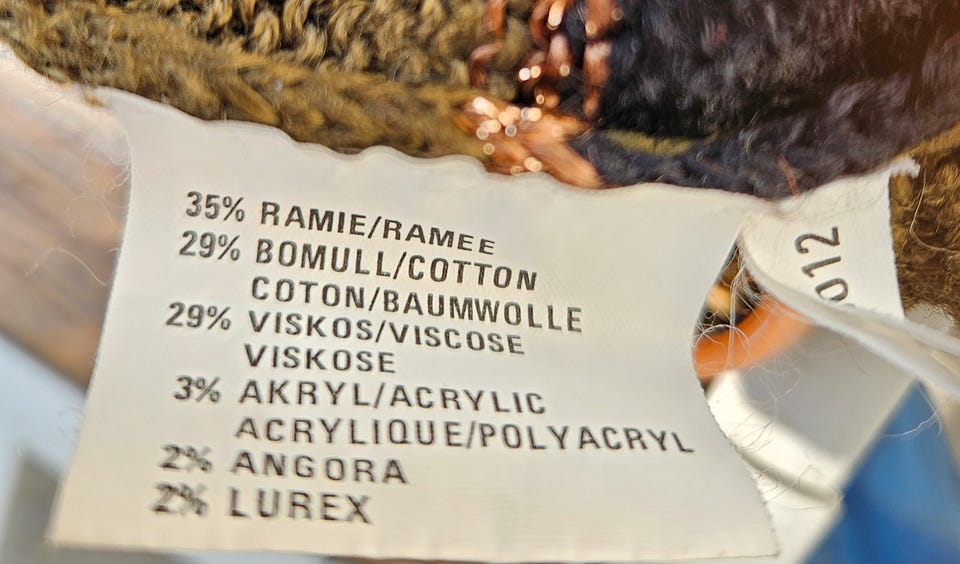 35% RAMIE/RAMEE
29% BOMULL/COTTON
COTON/BAUMWOLLE
29% VISKOS/VISCOSE
VISKOSE
3% AKRYL/ACRYLIC
ACRYLIQUE/POLYACRYL
2% ANGORA
2% LUREX
012